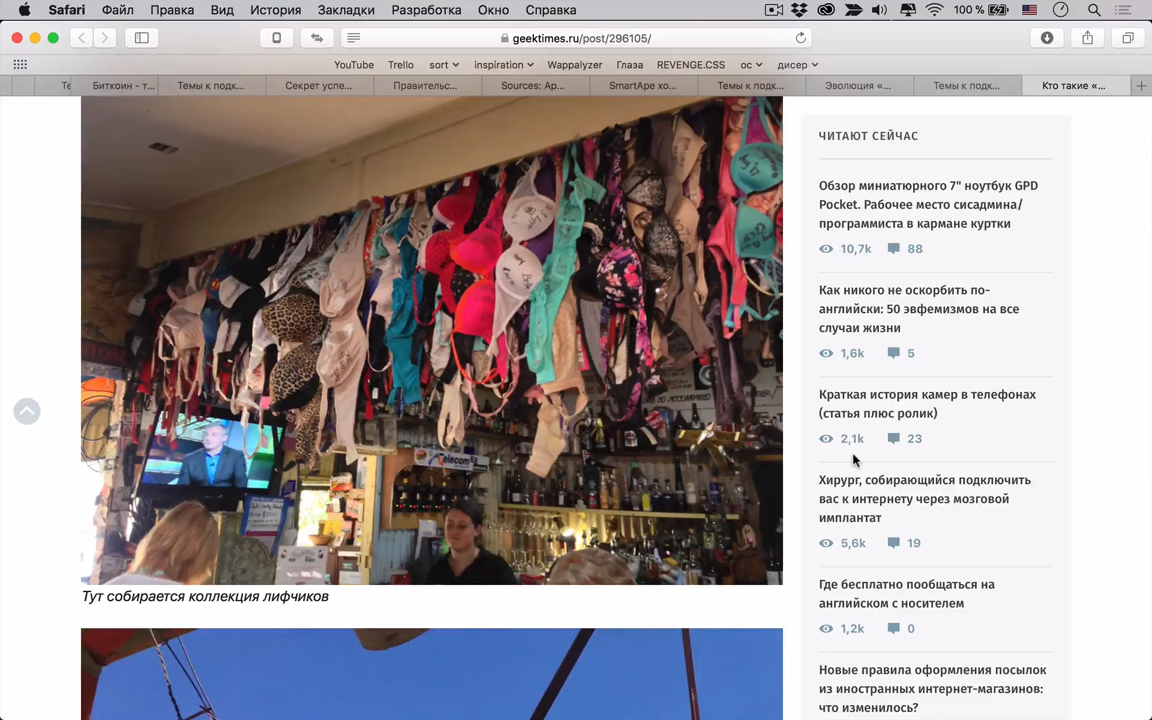 Safari Файл Правка Вид История Закладки Разработка Окно Справка 100 %
geektimes.ru/post/296105/
YouTube Trello sort inspiration Wappalyzer Глаза REVENGE.CSS ос дисер
Те Биткоин - т... Темы к подк... Секрет успе... Правительс... Sources: Ap... SmartApe хо... Темы к подк... Эволюция «... Темы к подк... Кто такие «...
ЧИТАЮТ СЕЙЧАС
Обзор миниатюрного 7" ноутбук GPD
Pocket. Рабочее место сисадмина/
программиста в кармане куртки
10,7k 88
Как никого не оскорбить по-
английски: 50 эвфемизмов на все
случаи жизни
1,6k 5
Краткая история камер в телефонах
(статья плюс ролик)
2,1k 23
Хирург, собирающийся подключить
вас к интернету через мозговой
имплантат
5,6k 19
Где бесплатно пообщаться на
английском с носителем
1,2k 0
Новые правила оформления посылок
из иностранных интернет-магазинов:
что изменилось?
Telecom
Тут собирается коллекция лифчиков